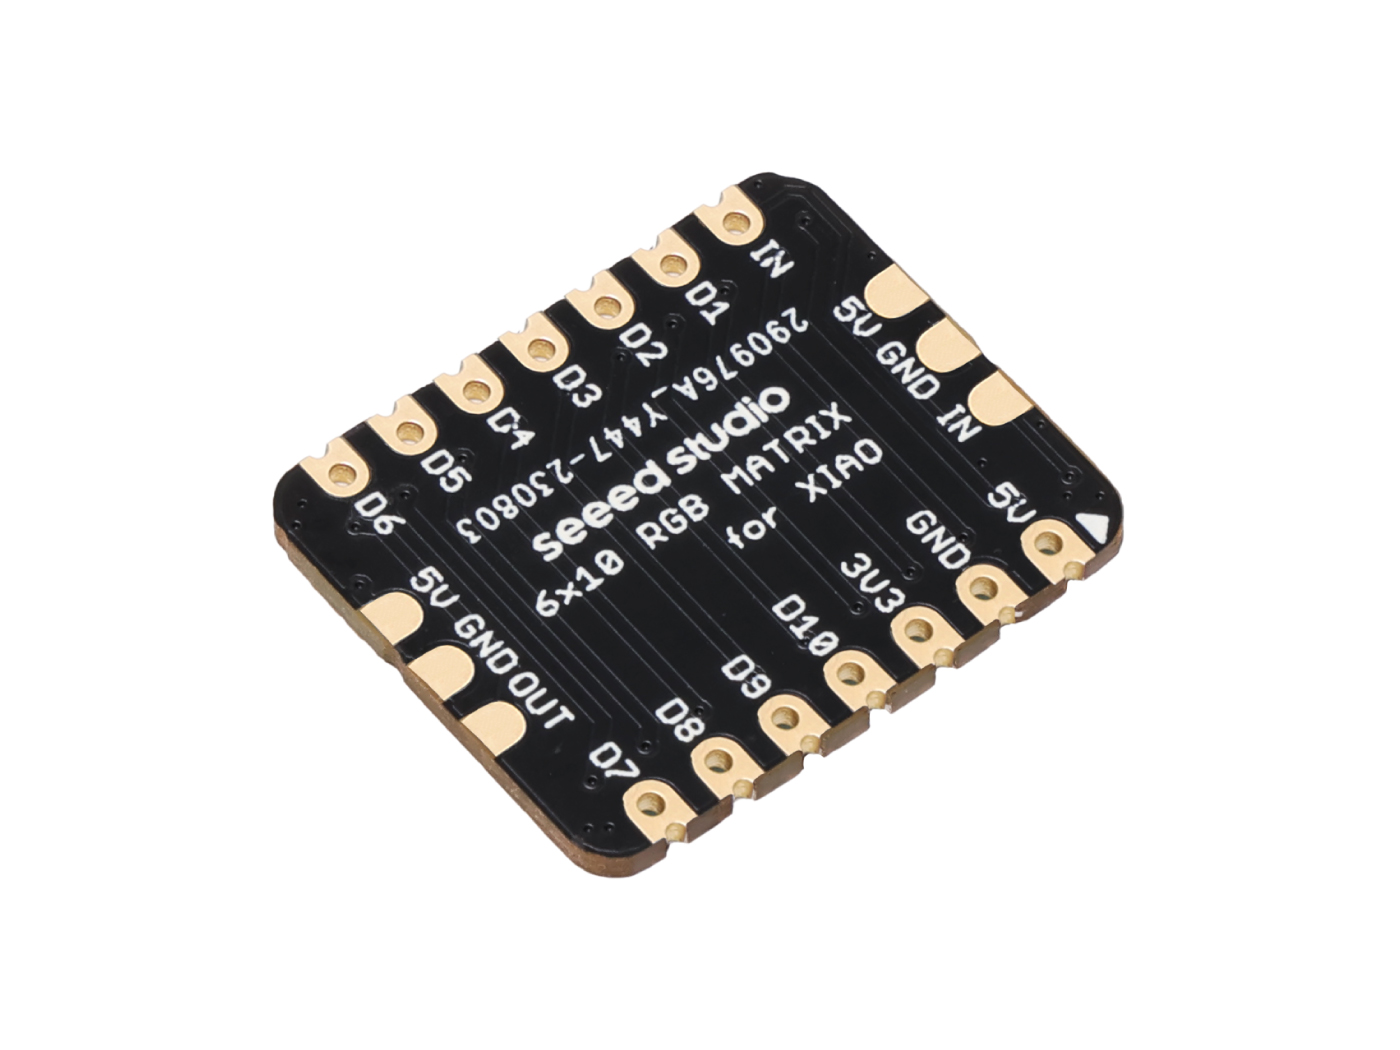 IN
D1
D2
D3
D4
D5
D6
5V GND IN
290976A_Y447-230803
seeed studio
6x10 RGB MATRIX
for XIAO
5V GND OUT
5V
GND
3V3
D10
D9
D8
D7